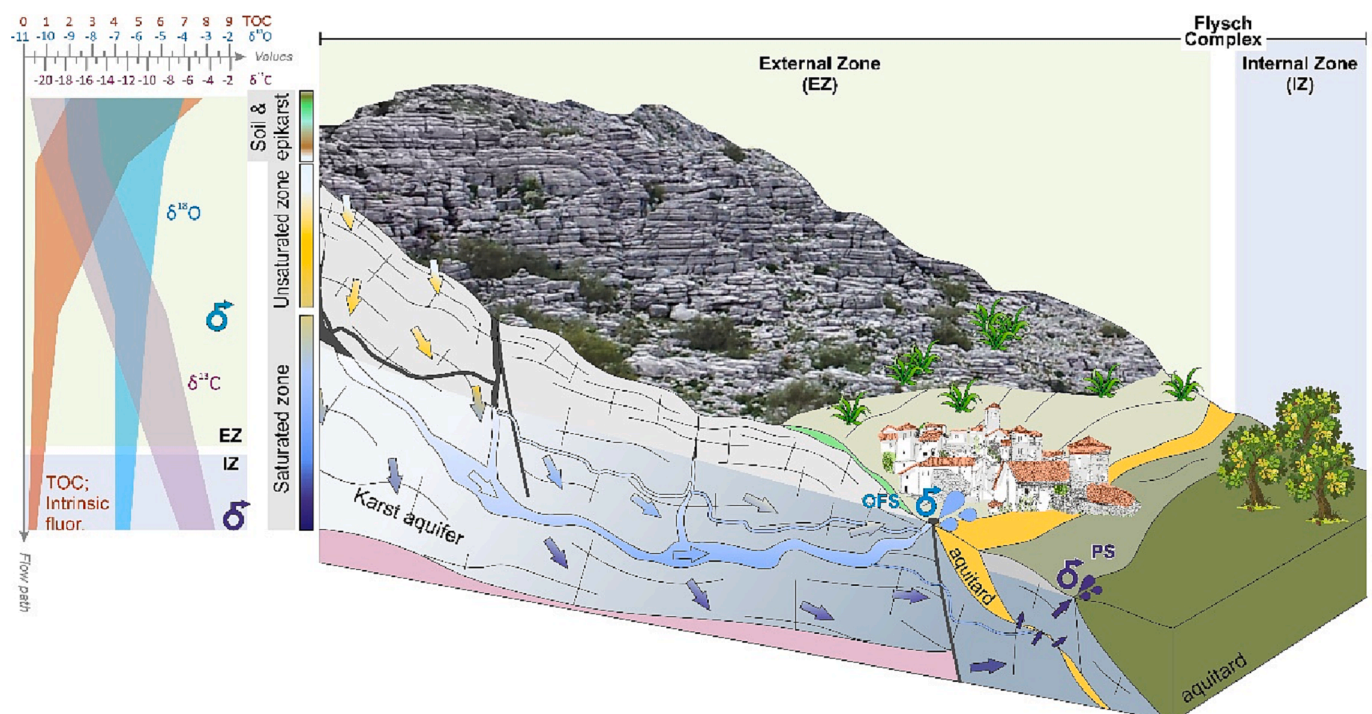 0 1 2 3 4 5 6 7 8 9 TOC
-11 -10 -9 -8 -7 -6 -5 -4 -3 -2 δ¹⁸O
Values
-20 -18 -16 -14 -12 -10 -8 -6 -4 -2 δ¹³C
Flysch
Complex
External Zone
(EZ)
Internal Zone
(IZ)
Soil &
epikarst
Unsaturated zone
Saturated zone
δ¹⁸O
δ¹³C
EZ
IZ
TOC;
Intrinsic
fluor.
Flow path
Karst aquifer
OFS
PS
aquitard
aquitard